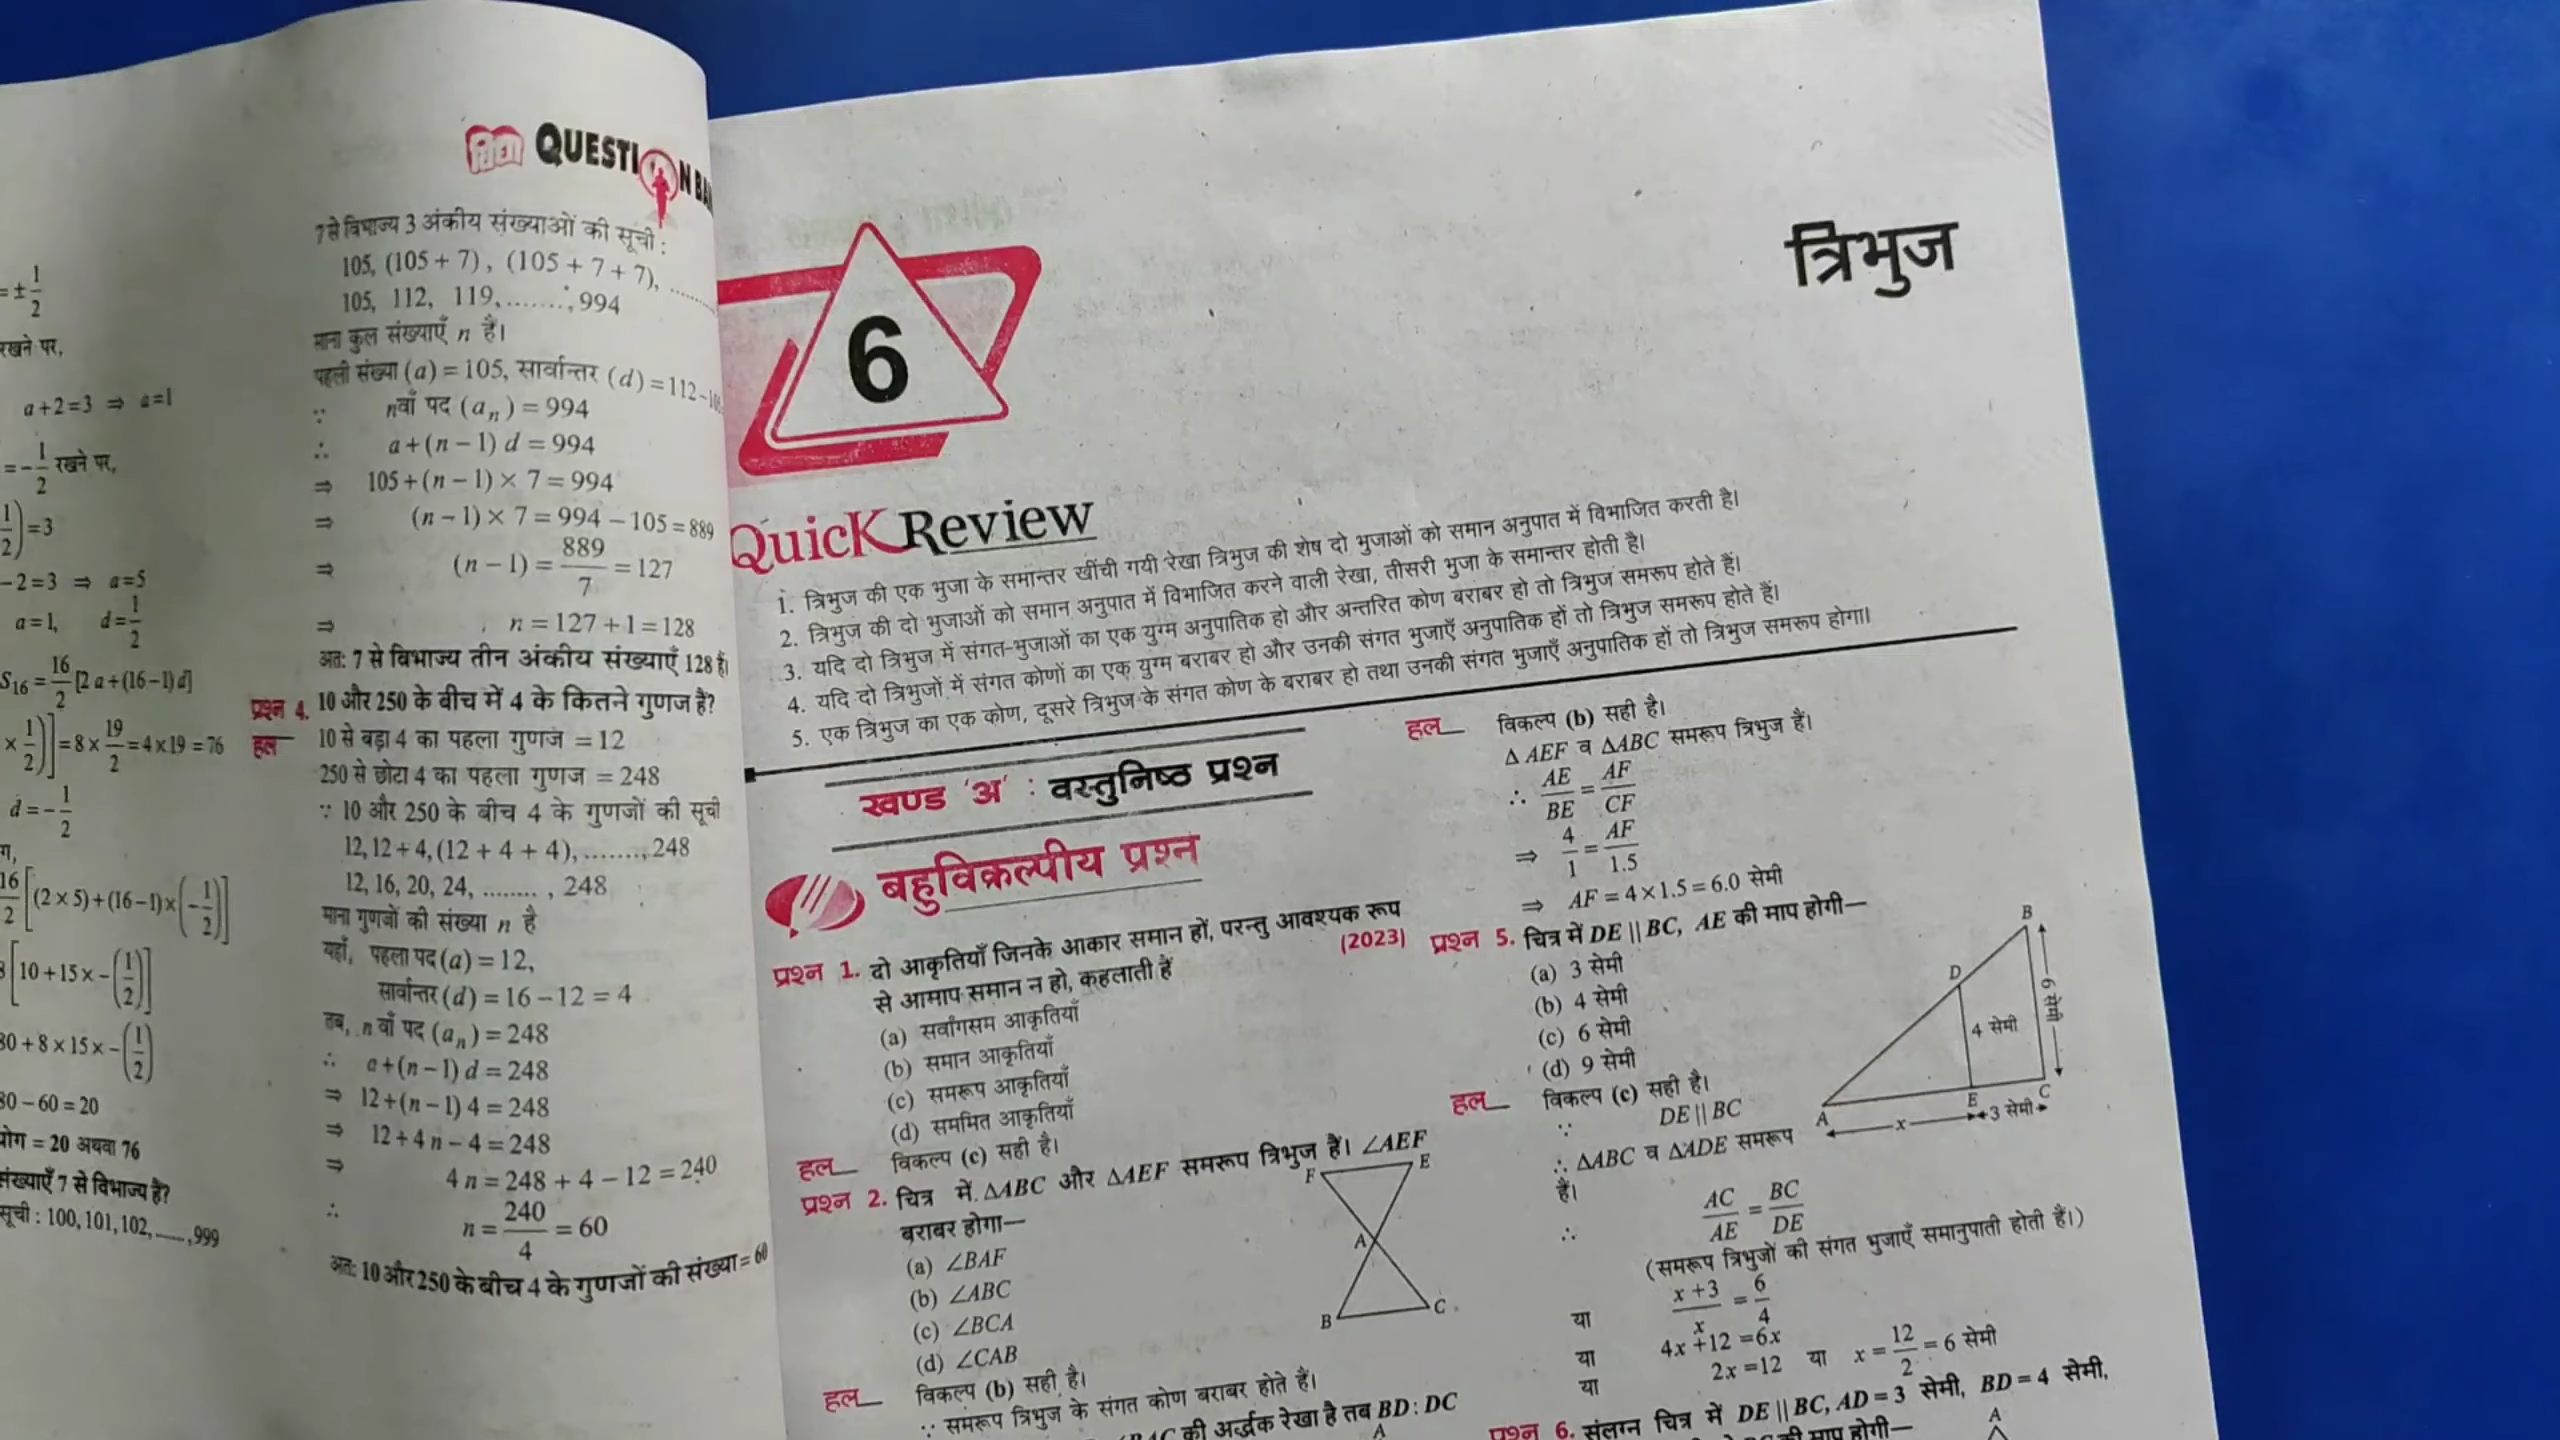 = ± 1/2
रखने पर,
a + 2 = 3 ⇒ a = 1
= - 1/2 रखने पर,
1/2) = 3
- 2 = 3 ⇒ a = 5
a = 1, d = 1/2
S₁₆ = 16/2 [2a + (16 - 1) d]
× 1/2)] = 8 × 19/2 = 4 × 19 = 76
d = - 1/2
16/2 [(2 × 5) + (16 - 1) × (- 1/2)]
[10 + 15 × - (1/2)]
80 + 8 × 15 × - (1/2)
80 - 60 = 20
योग = 20 अथवा 76
संख्याएँ 7 से विभाज्य है?
सूची : 100, 101, 102, ......, 999
विद्या QUESTION BA
7 से विभाज्य 3 अंकीय संख्याओं की सूची :
105, (105 + 7), (105 + 7 + 7), ........
105, 112, 119, ......., 994
माना कुल संख्याएँ n हैं।
पहली संख्या (a) = 105, सार्वान्तर (d) = 112 - 105
∵ nवाँ पद (aₙ) = 994
∴ a + (n - 1) d = 994
⇒ 105 + (n - 1) × 7 = 994
⇒ (n - 1) × 7 = 994 - 105 = 889
⇒ (n - 1) = 889/7 = 127
⇒ n = 127 + 1 = 128
अत: 7 से विभाज्य तीन अंकीय संख्याएँ 128 हैं।
प्रश्न 4. 10 और 250 के बीच में 4 के कितने गुणज है?
हल 10 से बड़ा 4 का पहला गुणज = 12
250 से छोटा 4 का पहला गुणज = 248
∵ 10 और 250 के बीच 4 के गुणजों की सूची
12, 12 + 4, (12 + 4 + 4), ........, 248
12, 16, 20, 24, ........ , 248
माना गुणजों की संख्या n है
यहाँ, पहला पद (a) = 12,
सार्वान्तर (d) = 16 - 12 = 4
तब, n वाँ पद (aₙ) = 248
∴ a + (n - 1) d = 248
⇒ 12 + (n - 1) 4 = 248
⇒ 12 + 4n - 4 = 248
⇒ 4n = 248 + 4 - 12 = 240
∴ n = 240/4 = 60
अत: 10 और 250 के बीच 4 के गुणजों की संख्या = 60
6
त्रिभुज
Quick Review
1. त्रिभुज की एक भुजा के समान्तर खींची गयी रेखा त्रिभुज की शेष दो भुजाओं को समान अनुपात में विभाजित करती है।
2. त्रिभुज की दो भुजाओं को समान अनुपात में विभाजित करने वाली रेखा, तीसरी भुजा के समान्तर होती है।
3. यदि दो त्रिभुज में संगत-भुजाओं का एक युग्म अनुपातिक हो और अन्तरित कोण बराबर हो तो त्रिभुज समरूप होते हैं।
4. यदि दो त्रिभुजों में संगत कोणों का एक युग्म बराबर हो और उनकी संगत भुजाएँ अनुपातिक हों तो त्रिभुज समरूप होते हैं।
5. एक त्रिभुज का एक कोण, दूसरे त्रिभुज के संगत कोण के बराबर हो तथा उनकी संगत भुजाएँ अनुपातिक हों तो त्रिभुज समरूप होगा।
खण्ड 'अ' : वस्तुनिष्ठ प्रश्न
बहुविकल्पीय प्रश्न
प्रश्न 1. दो आकृतियाँ जिनके आकार समान हों, परन्तु आवश्यक रूप
से आमाप समान न हो, कहलाती हैं (2023)
(a) सर्वांगसम आकृतियाँ
(b) समान आकृतियाँ
(c) समरूप आकृतियाँ
(d) सममित आकृतियाँ
हल विकल्प (c) सही है।
प्रश्न 2. चित्र में ΔABC और ΔAEF समरूप त्रिभुज हैं। ∠AEF
बराबर होगा—
(a) ∠BAF
(b) ∠ABC
(c) ∠BCA
(d) ∠CAB
F E
A
B C
हल विकल्प (b) सही है।
∵ समरूप त्रिभुज के संगत कोण बराबर होते हैं।
∠BAC की अर्द्धक रेखा है तब BD : DC
A
हल विकल्प (b) सही है।
Δ AEF व ΔABC समरूप त्रिभुज हैं।
∴ AE/BE = AF/CF
⇒ 4/1 = AF/1.5
⇒ AF = 4 × 1.5 = 6.0 सेमी
प्रश्न 5. चित्र में DE || BC, AE की माप होगी—
(a) 3 सेमी
(b) 4 सेमी
(c) 6 सेमी
(d) 9 सेमी
B
D
6 सेमी
4 सेमी
A E C
x 3 सेमी
हल विकल्प (c) सही है।
∵ DE || BC
∴ ΔABC व ΔADE समरूप
हैं।
∴ AC/AE = BC/DE
(समरूप त्रिभुजों की संगत भुजाएँ समानुपाती होती हैं।)
या x + 3/x = 6/4
या 4x + 12 = 6x
या 2x = 12 या x = 12/2 = 6 सेमी
प्रश्न 6. संलग्न चित्र में DE || BC, AD = 3 सेमी, BD = 4 सेमी,
की माप होगी—
A